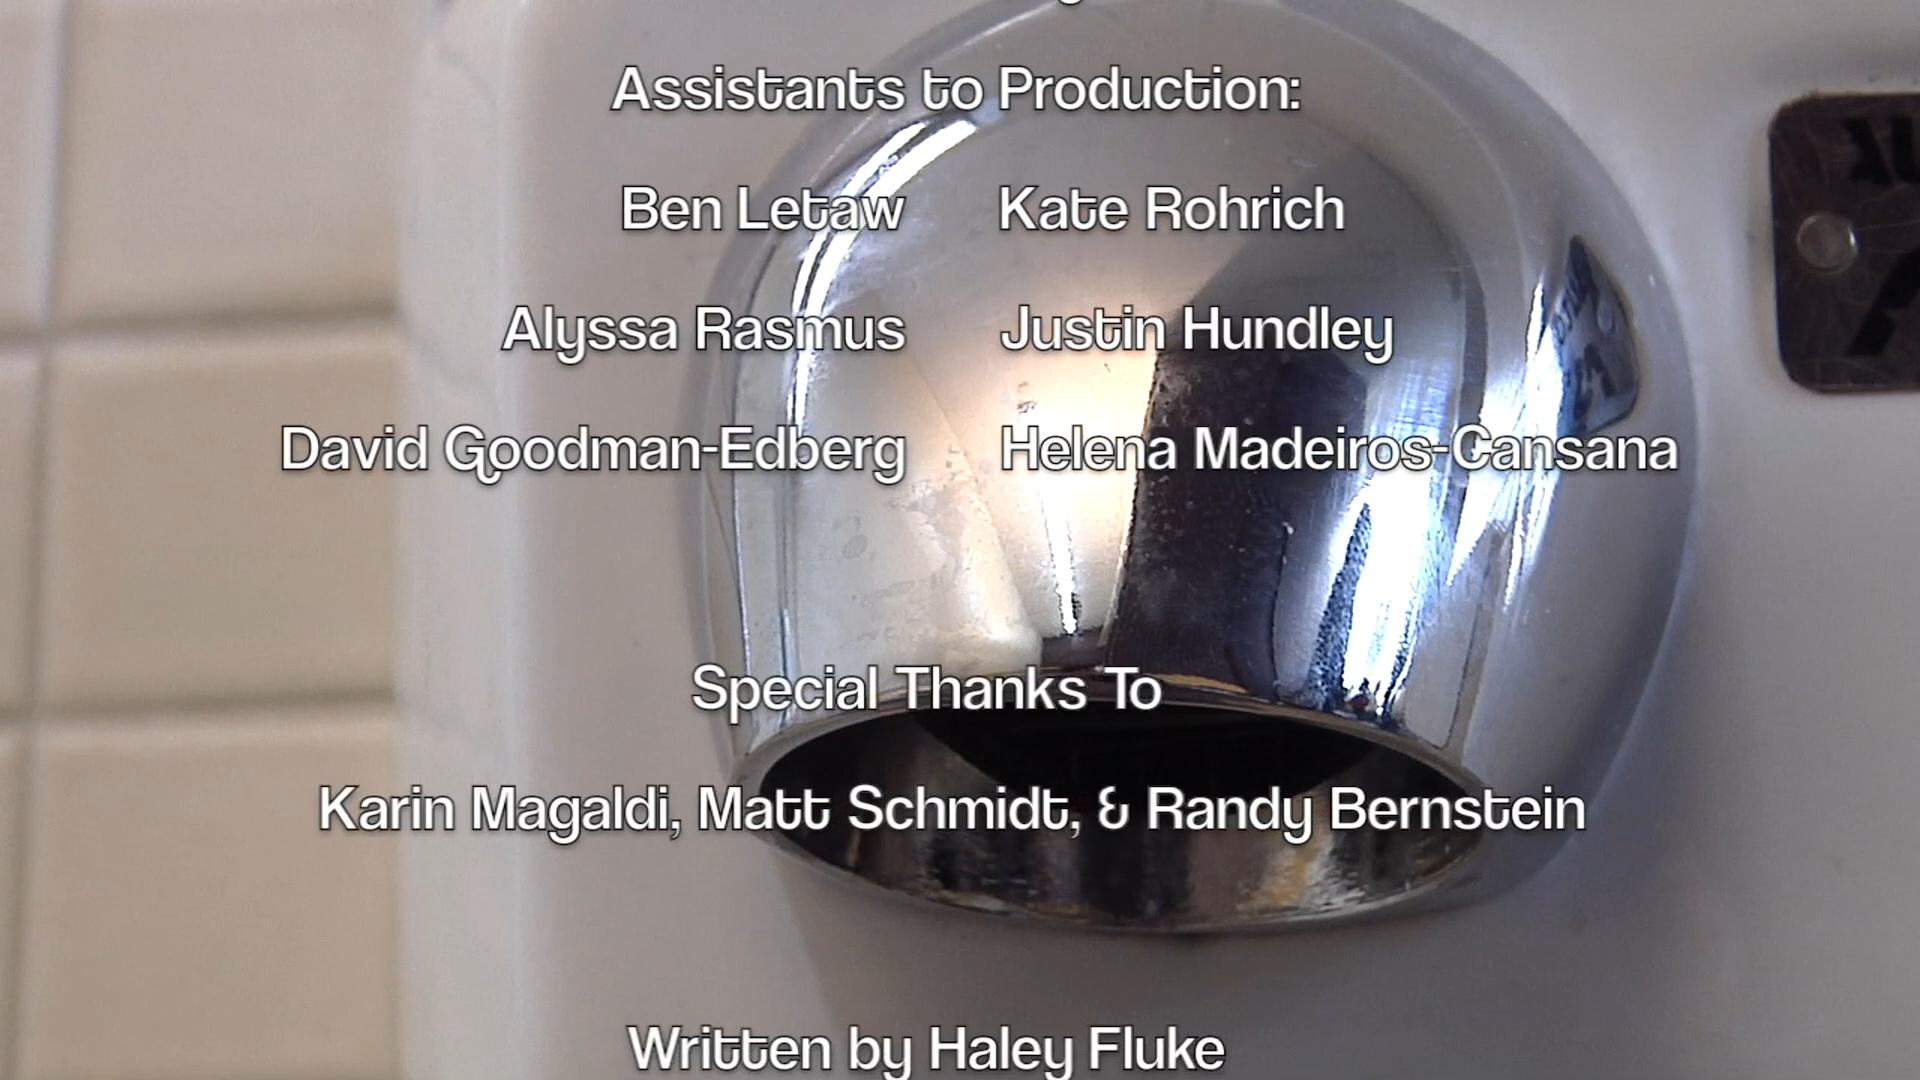 Assistants to Production:
Ben Letaw Kate Rohrich
Alyssa Rasmus Justin Hundley
David Goodman-Edberg Helena Madeiros-Cansana
Special Thanks To
Karin Magaldi, Matt Schmidt, & Randy Bernstein
Written by Haley Fluke